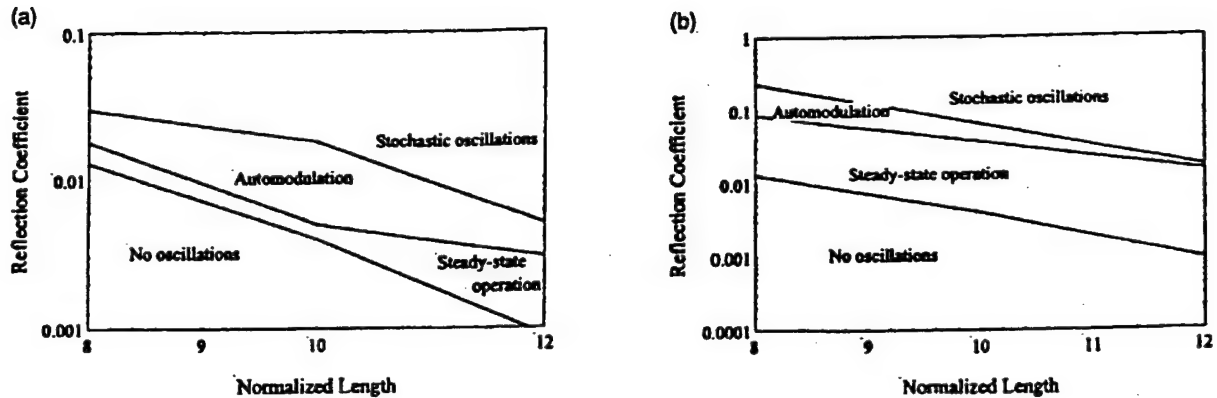 (a)
0.1
0.01
0.001
Reflection Coefficient
Stochastic oscillations
Automodulation
No oscillations
Steady-state
operation
8
9
10
12
Normalized Length
(b)
1
0.1
0.01
0.001
0.0001
Reflection Coefficient
Stochastic oscillations
Automodulation
Steady-state operation
No oscillations
8
9
10
11
12
Normalized Length